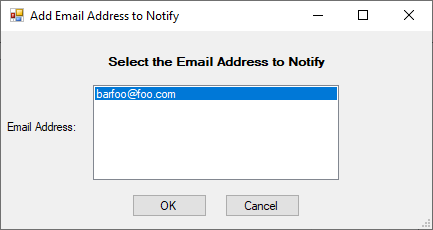 Add Email Address to Notify
Select the Email Address to Notify
Email Address:
barfoo@foo.com
OK
Cancel